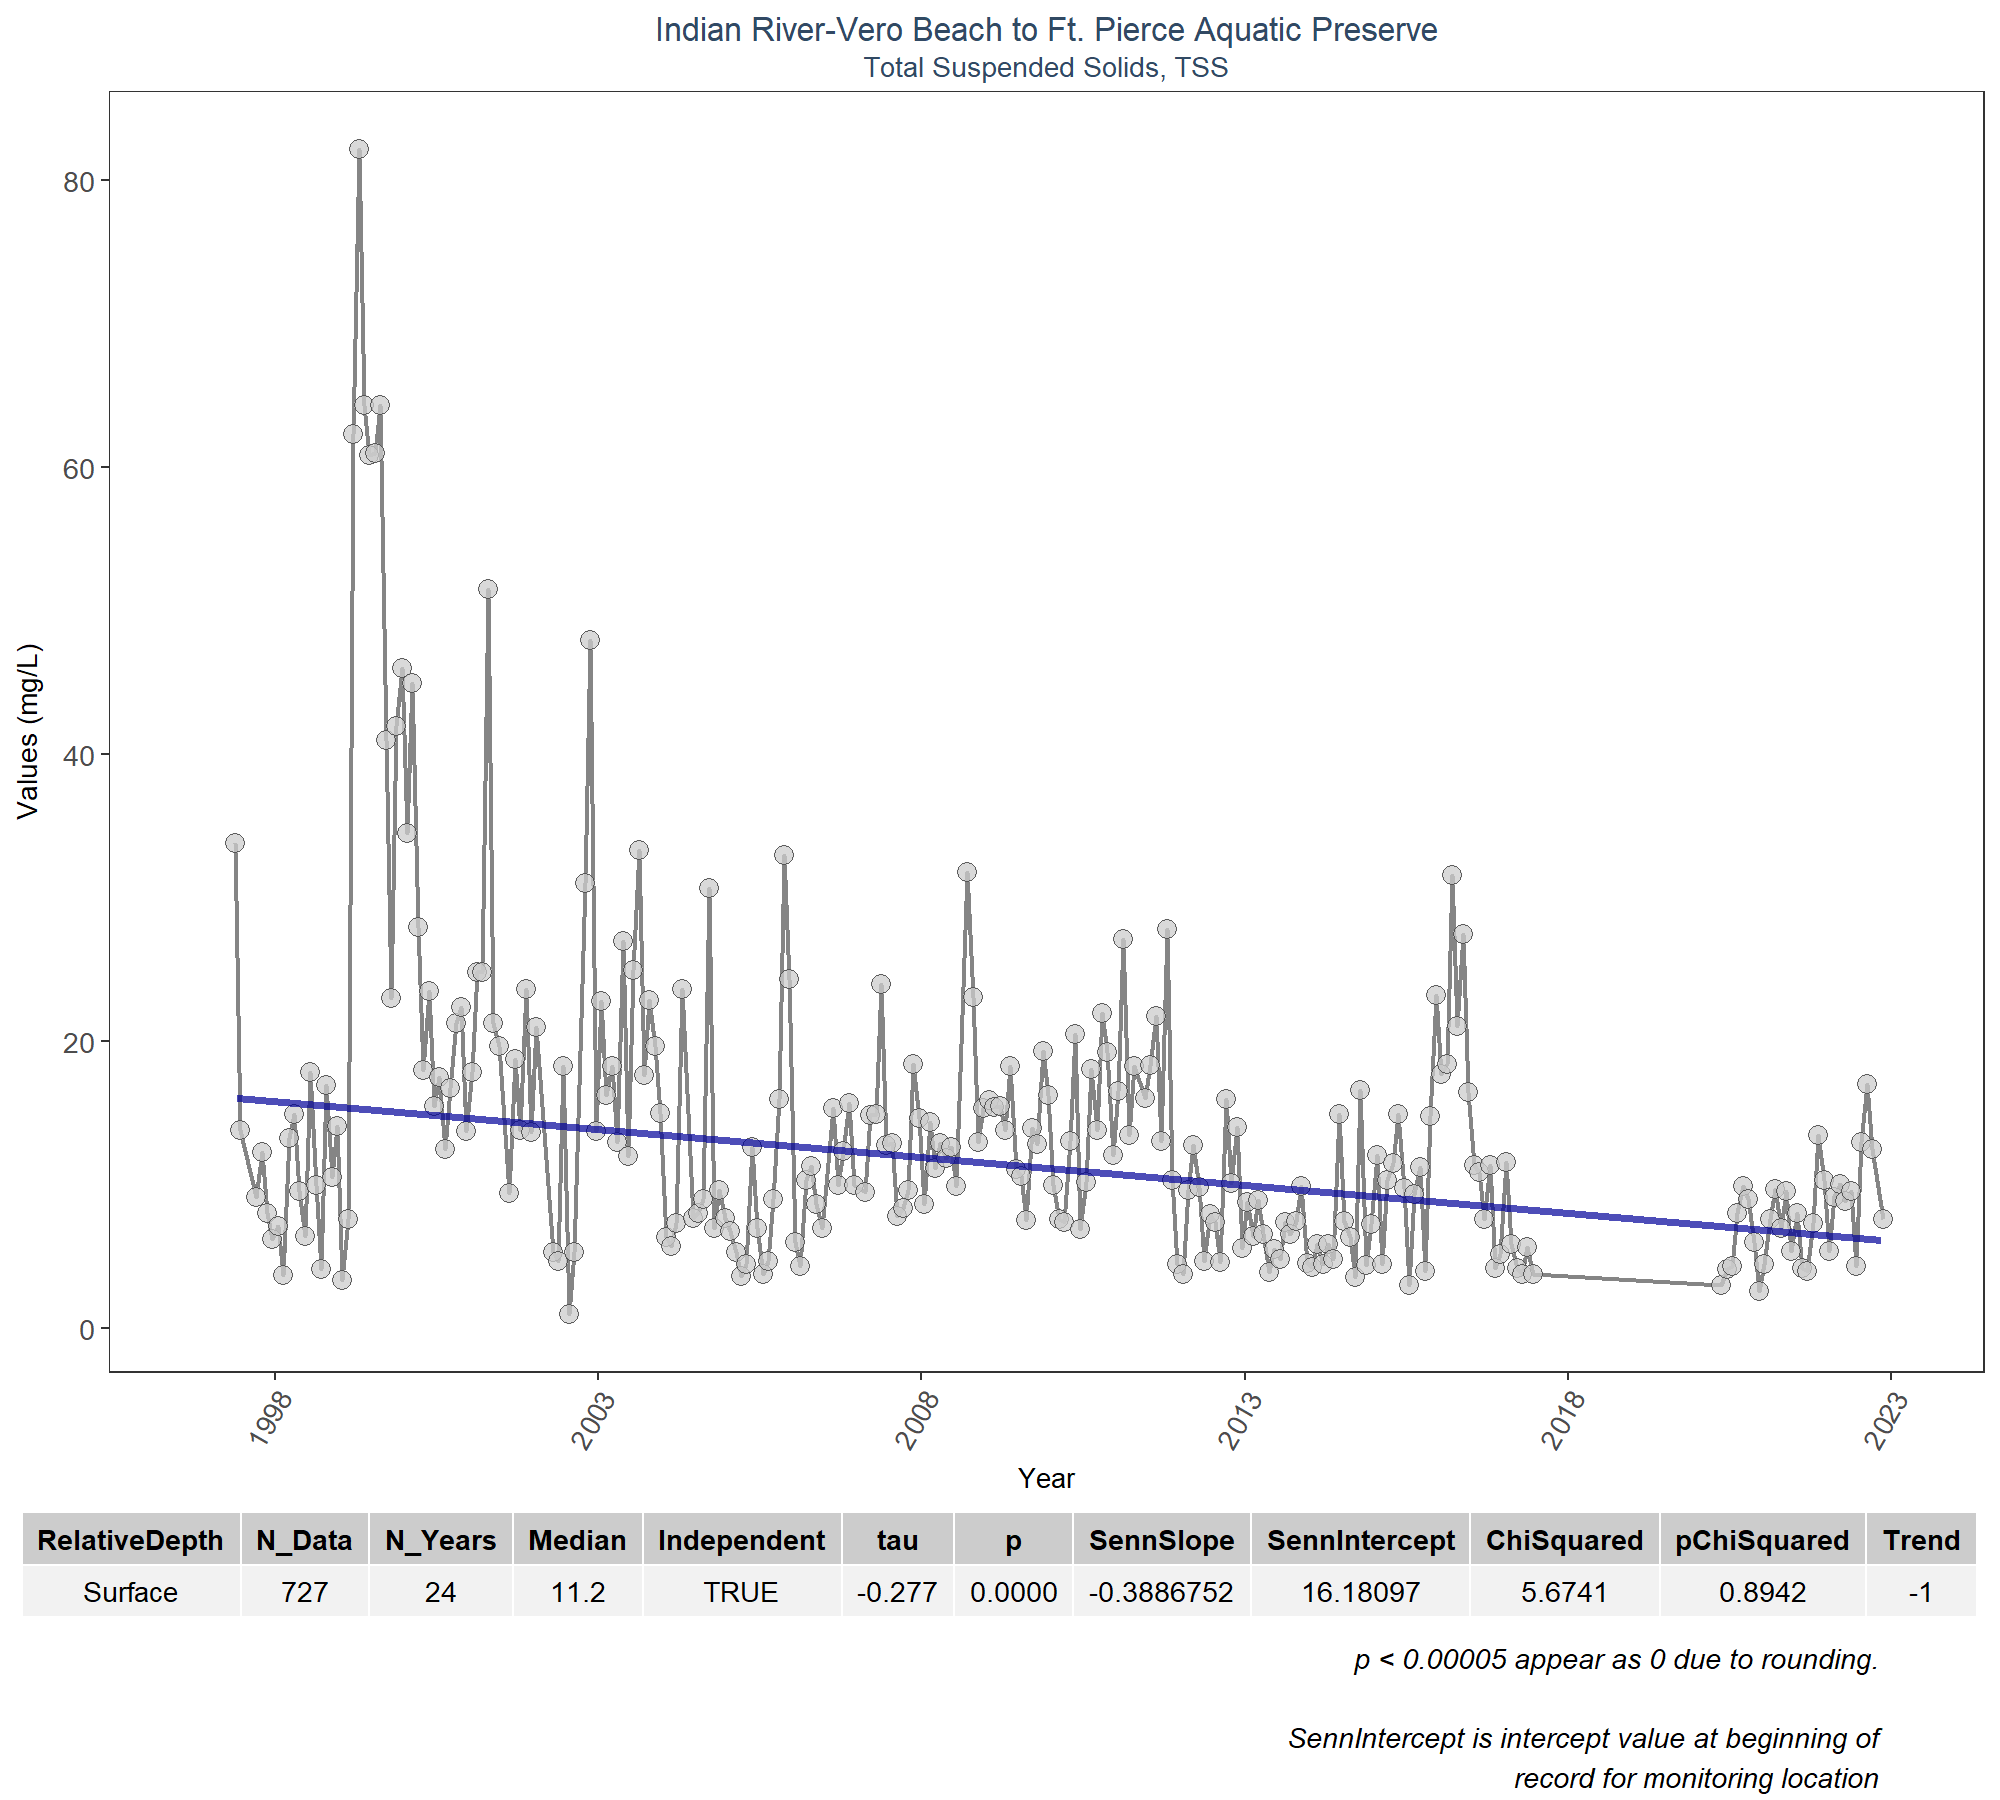 Indian River-Vero Beach to Ft. Pierce Aquatic Preserve
Total Suspended Solids, TSS
Values (mg/L)
80
60
40
20
0
1998
2003
2008
2013
2018
2023
Year
RelativeDepth N_Data N_Years Median Independent tau p SennSlope SennIntercept ChiSquared pChiSquared Trend
Surface 727 24 11.2 TRUE -0.277 0.0000 -0.3886752 16.18097 5.6741 0.8942 -1
p < 0.00005 appear as 0 due to rounding.
SennIntercept is intercept value at beginning of
record for monitoring location